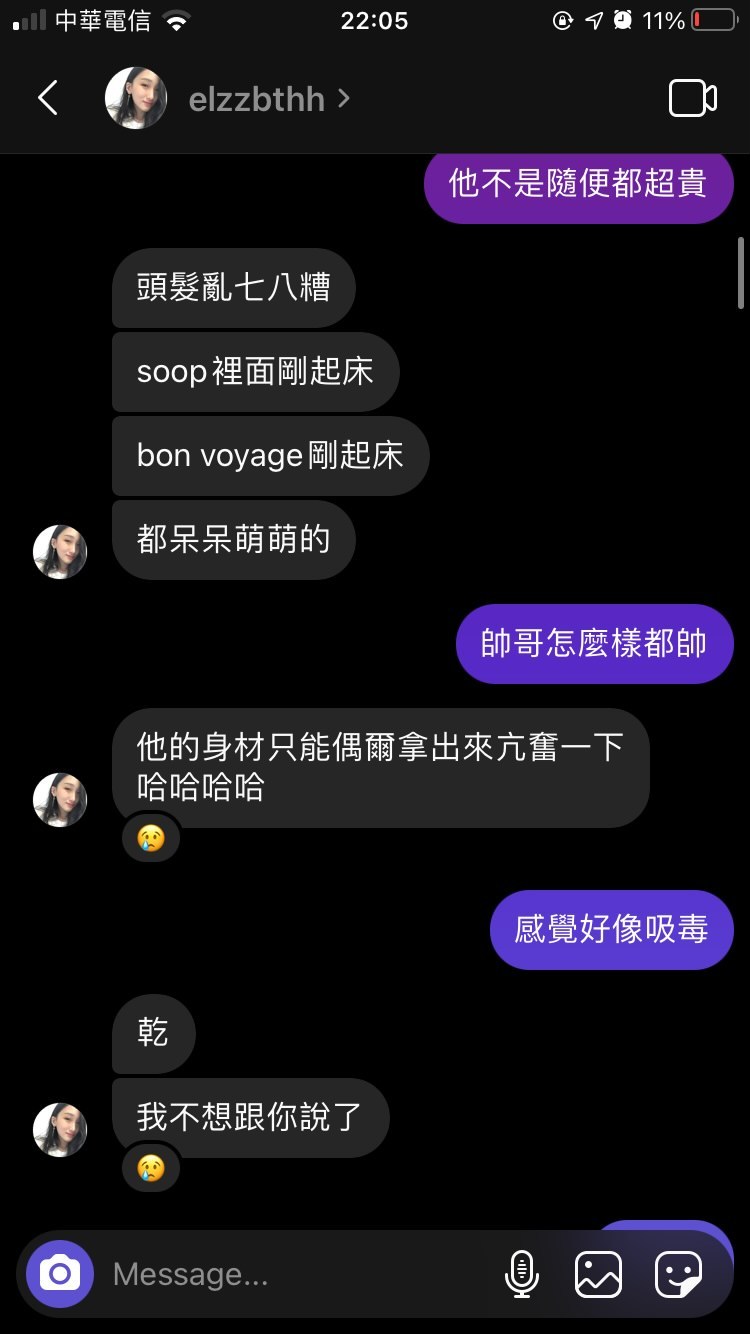 中華電信
22:05
11%
elzzbthh
他不是隨便都超貴
頭髮亂七八糟
soop裡面剛起床
bon voyage剛起床
都呆呆萌萌的
帥哥怎麼樣都帥
他的身材只能偶爾拿出來亢奮一下
哈哈哈哈
感覺好像吸毒
乾
我不想跟你說了
Message...